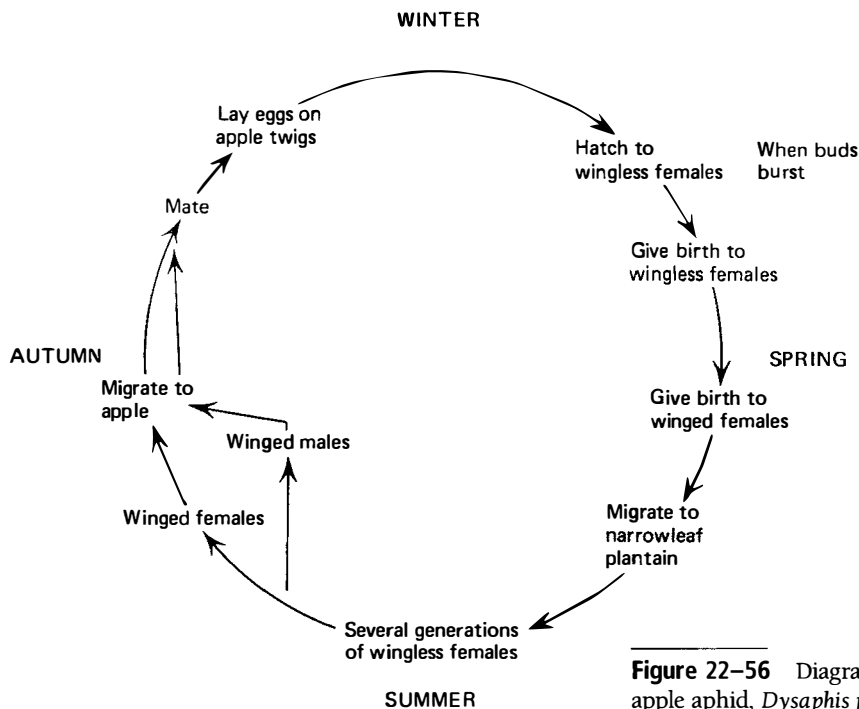 WINTER
Lay eggs on
apple twigs
Hatch to
wingless females
When buds
burst
Mate
Give birth to
wingless females
AUTUMN
SPRING
Migrate to
apple
Give birth to
winged females
Winged males
Winged females
Migrate to
narrowleaf
plantain
Several generations
of wingless females
SUMMER
Figure 22–56 Diagra
apple aphid, Dysaphis